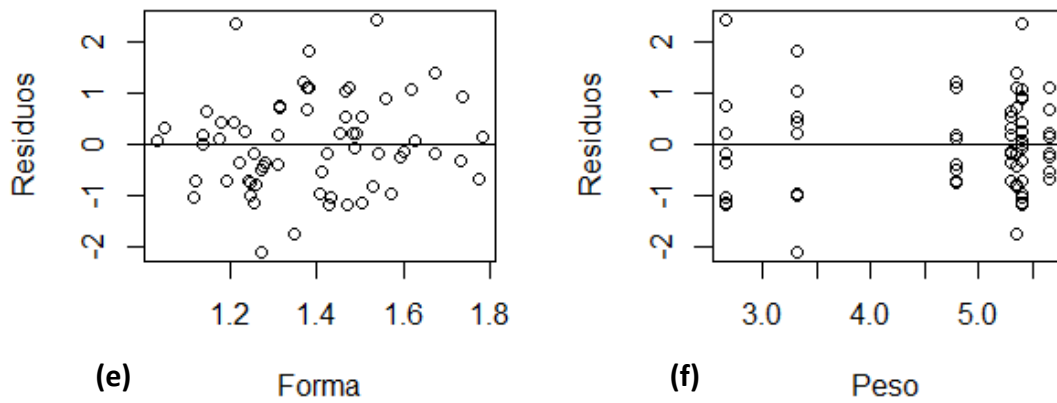 Residuos
2
1
0
-1
-2
1.2
1.4
1.6
1.8
(e)
Forma
Residuos
2
1
0
-1
-2
3.0
4.0
5.0
(f)
Peso